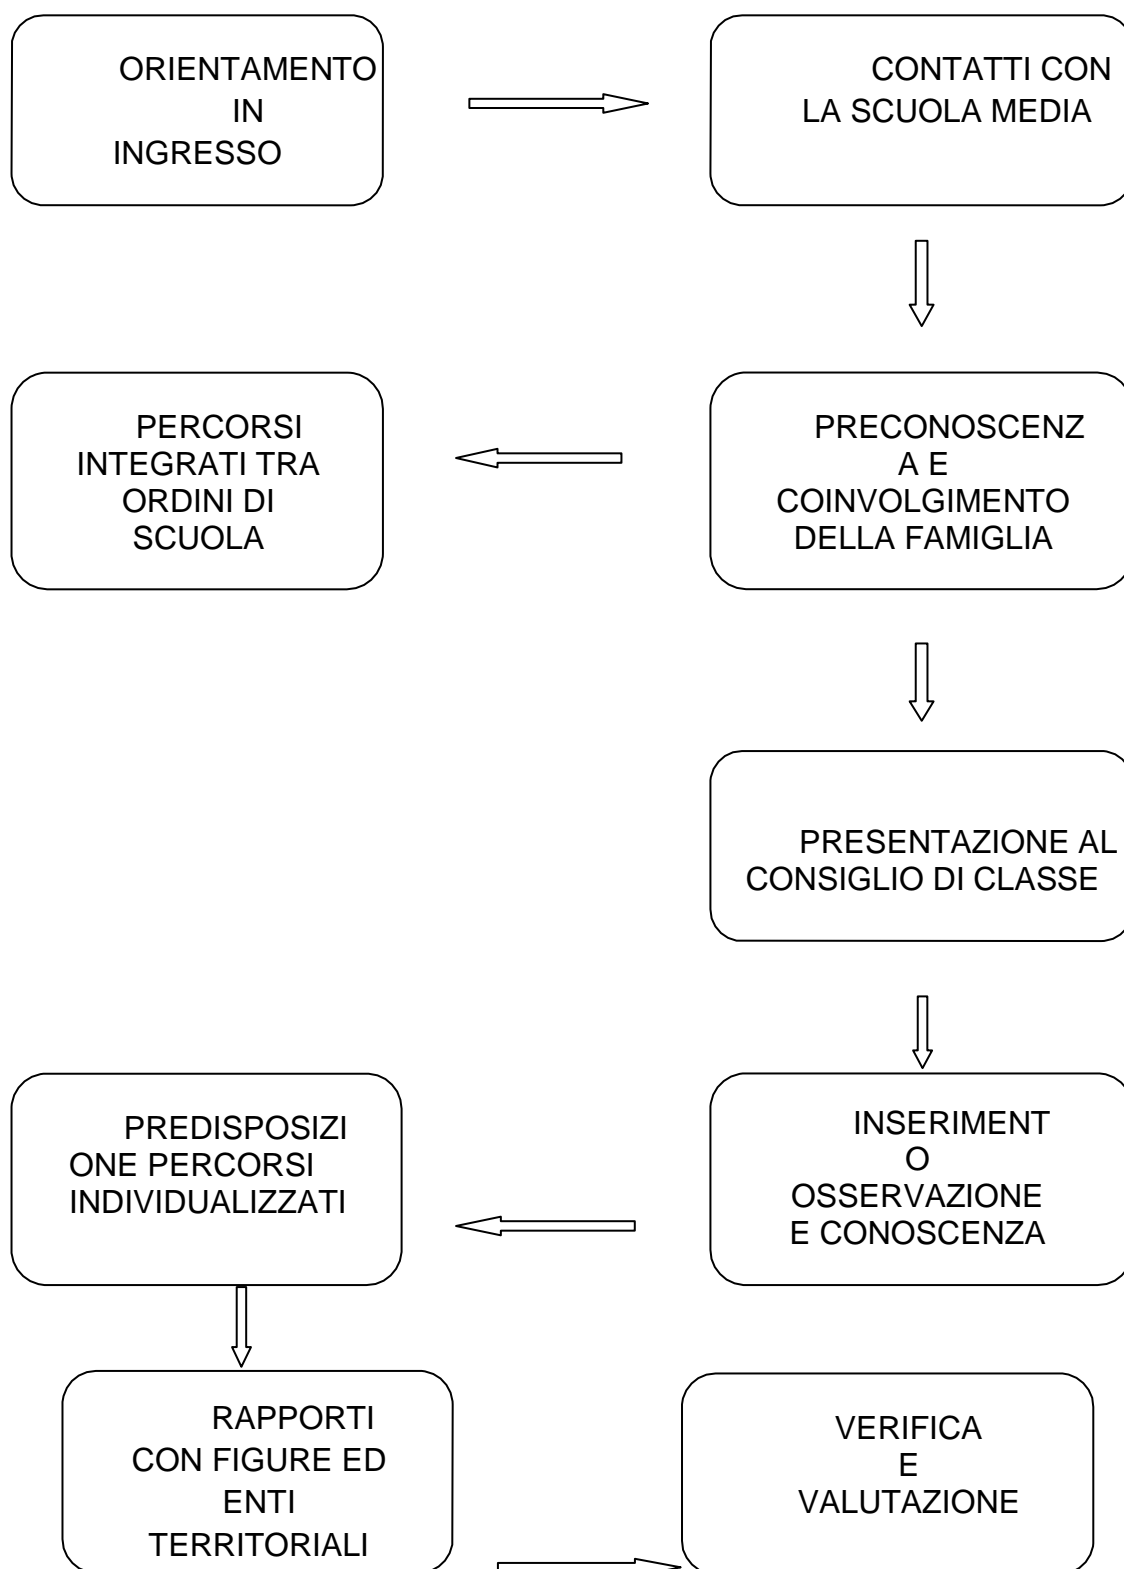 ORIENTAMENTO
IN
INGRESSO
CONTATTI CON
LA SCUOLA MEDIA
PERCORSI
INTEGRATI TRA
ORDINI DI
SCUOLA
PRECONOSCENZ
A E
COINVOLGIMENTO
DELLA FAMIGLIA
PRESENTAZIONE AL
CONSIGLIO DI CLASSE
PREDISPOSIZI
ONE PERCORSI
INDIVIDUALIZZATI
INSERIMENT
O
OSSERVAZIONE
E CONOSCENZA
RAPPORTI
CON FIGURE ED
ENTI
TERRITORIALI
VERIFICA
E
VALUTAZIONE